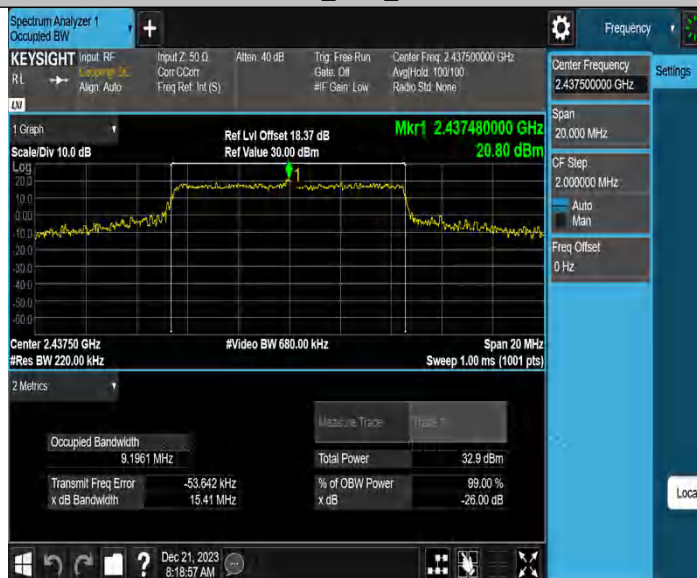 Spectrum Analyzer 1
Occupied BW
+
Frequency
KEYSIGHT
RL
Input: RF
Coupling: DC
Align: Auto
Input Z: 50 Ω
Corr CCorr
Freq Ref: Int (S)
Atten: 40 dB
Trig: Free Run
Gate: Off
#IF Gain: Low
Center Freq: 2.437500000 GHz
Avg|Hold: 100/100
Radio Std: None
LXI
Center Frequency
2.437500000 GHz
Settings
Span
20.000 MHz
CF Step
2.000000 MHz
Auto
Man
Freq Offset
0 Hz
1 Graph
Scale/Div 10.0 dB
Ref Lvl Offset 18.37 dB
Ref Value 30.00 dBm
Mkr1 2.437480000 GHz
20.80 dBm
Log
1
20.0
10.0
0.00
-10.0
-20.0
-30.0
-40.0
-50.0
-60.0
Center 2.43750 GHz
#Res BW 220.00 kHz
#Video BW 680.00 kHz
Span 20 MHz
Sweep 1.00 ms (1001 pts)
2 Metrics
Measure Trace
Trace 1
Occupied Bandwidth
9.1961 MHz
Total Power
32.9 dBm
Transmit Freq Error
-53.642 kHz
% of OBW Power
99.00 %
x dB Bandwidth
15.41 MHz
x dB
-26.00 dB
Loca
?
Dec 21, 2023
8:18:57 AM